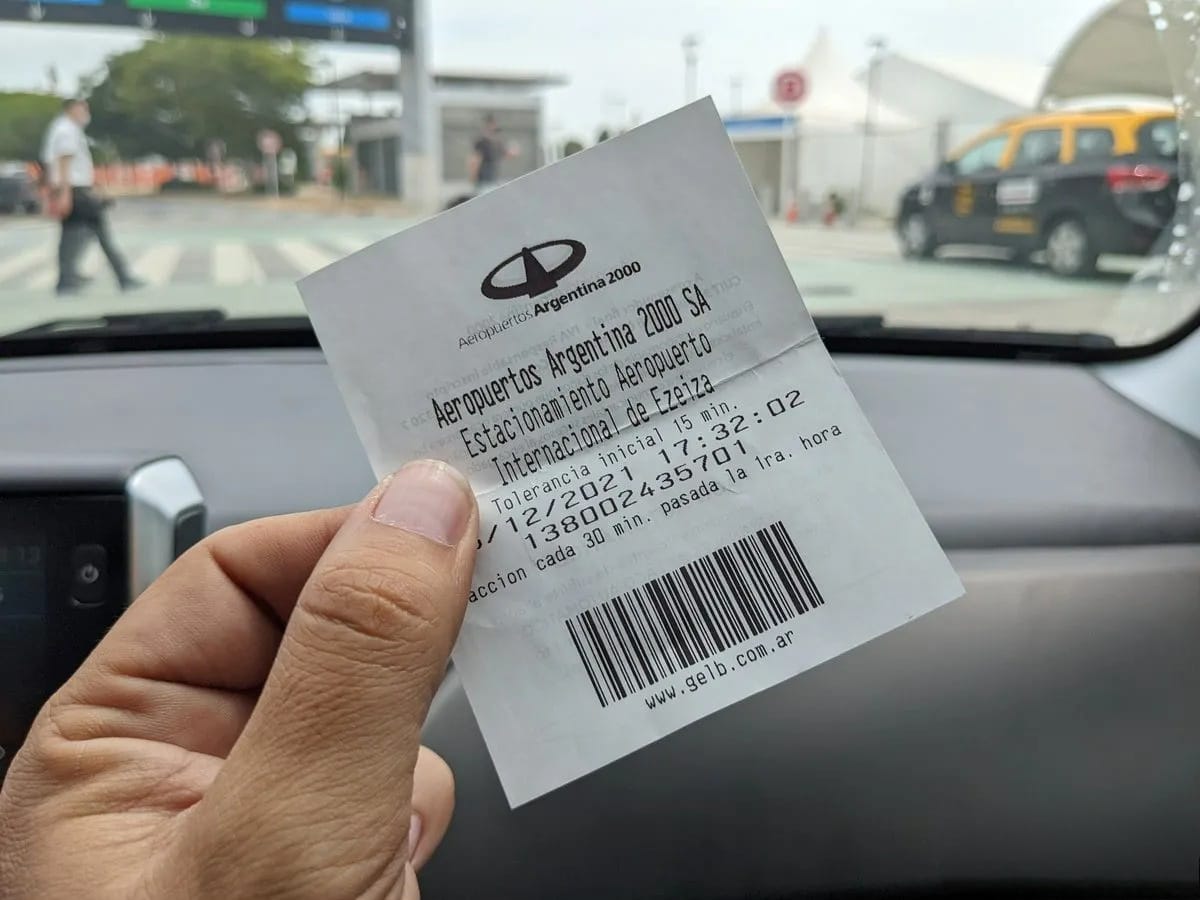 Aeropuertos Argentina 2000
Aeropuertos Argentina 2000 SA
Estacionamiento Aeropuerto
Internacional de Ezeiza
Tolerancia inicial 15 min.
/12/2021 17:32:02
138002435701
accion cada 30 min. pasada la 1ra. hora
www.gelb.com.ar